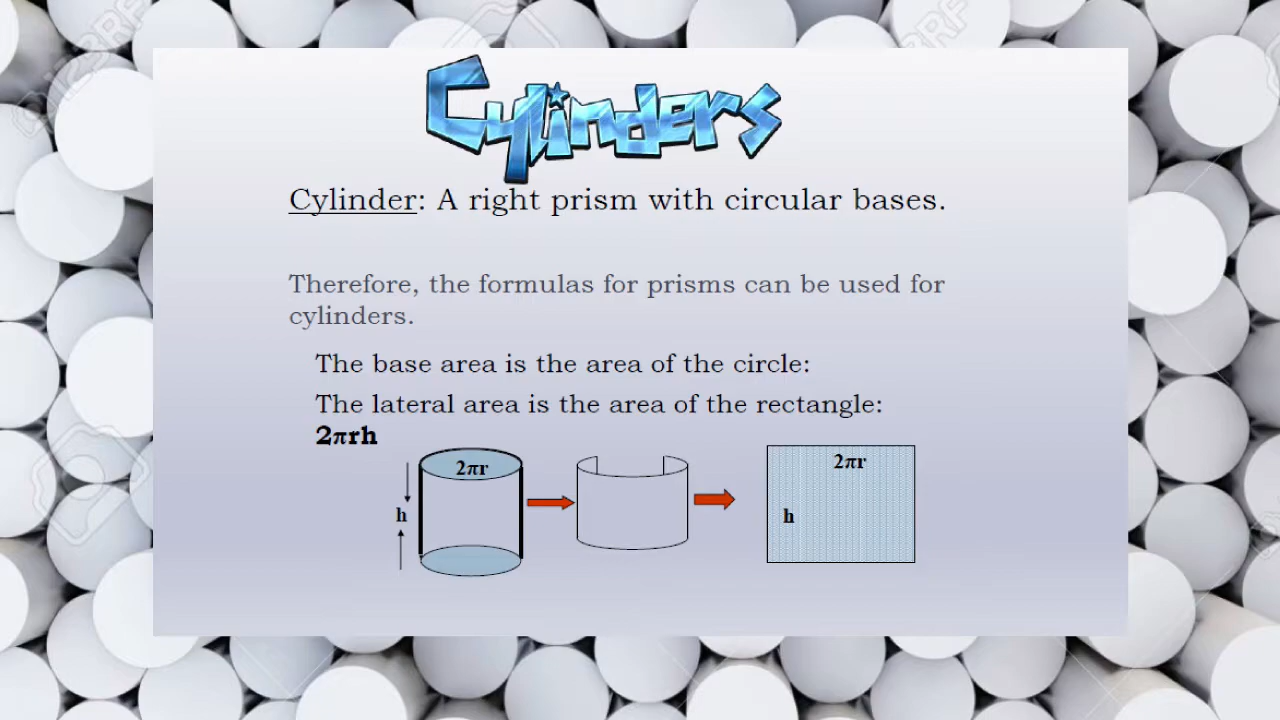 Cylinders
Cylinder: A right prism with circular bases.
Therefore, the formulas for prisms can be used for
cylinders.
The base area is the area of the circle:
The lateral area is the area of the rectangle:
2πrh
2πr
h
2πr
h